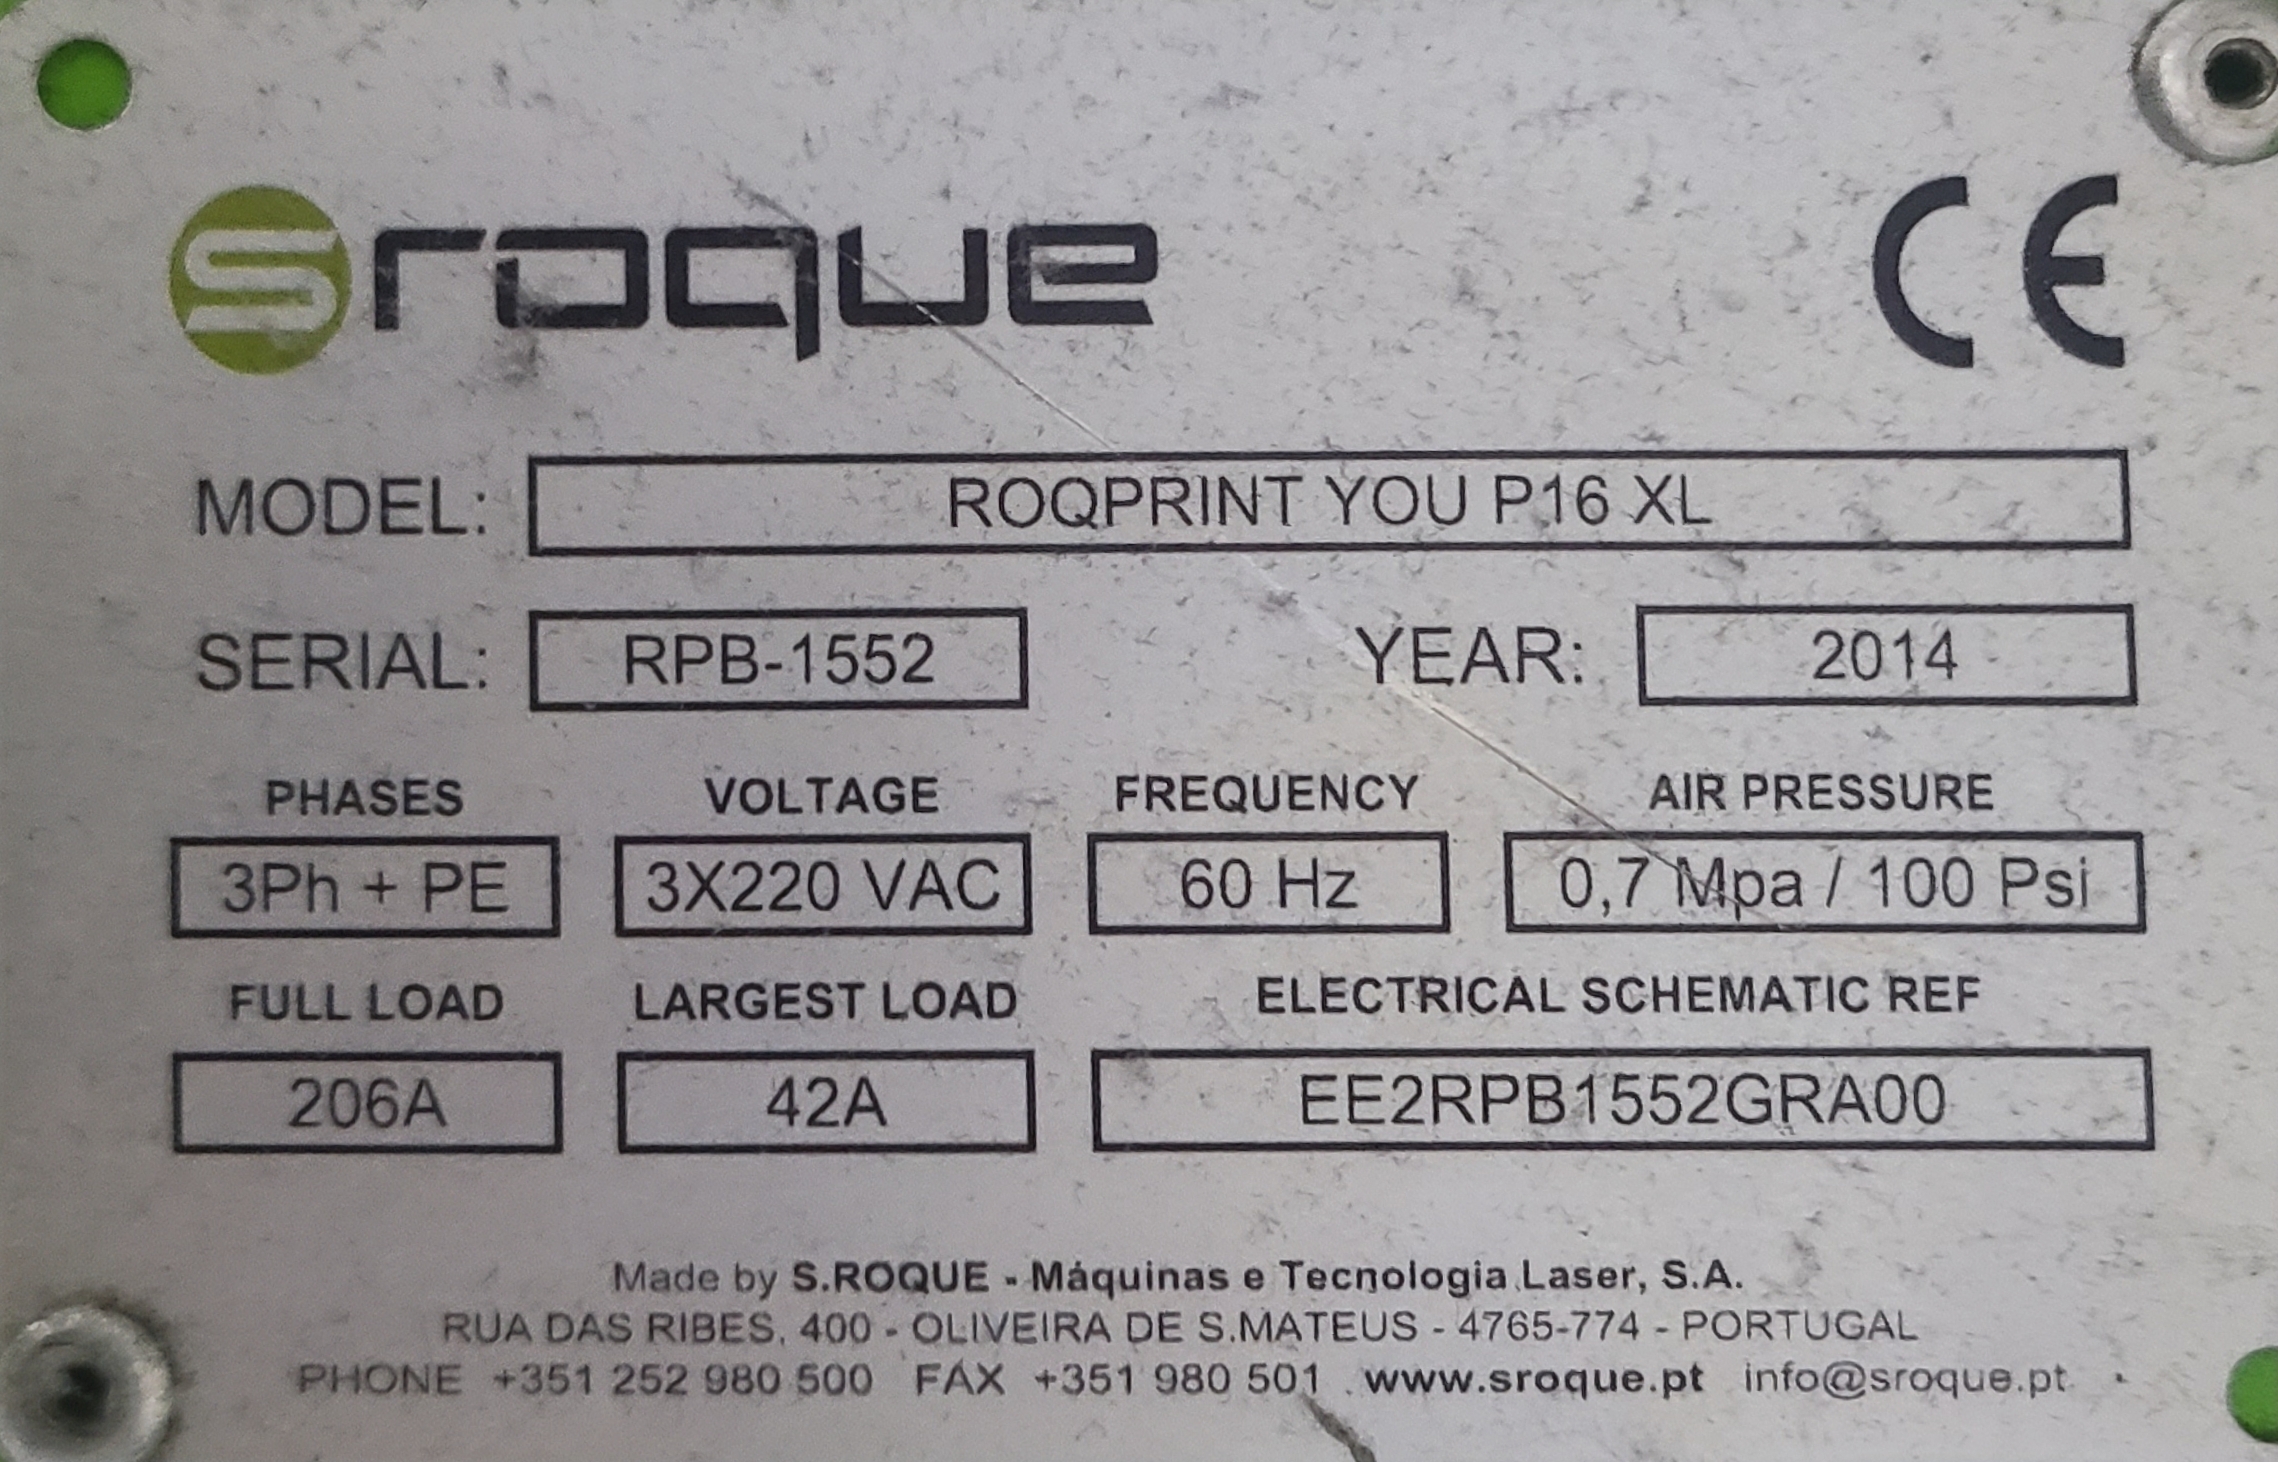 sroque CE
MODEL: ROQPRINT YOU P16 XL
SERIAL: RPB-1552 YEAR: 2014
PHASES VOLTAGE FREQUENCY AIR PRESSURE
3Ph + PE 3X220 VAC 60 Hz 0,7 Mpa / 100 Psi
FULL LOAD LARGEST LOAD ELECTRICAL SCHEMATIC REF
206A 42A EE2RPB1552GRA00
Made by S.ROQUE - Máquinas e Tecnologia Laser, S.A.
RUA DAS RIBES, 400 - OLIVEIRA DE S.MATEUS - 4765-774 - PORTUGAL
PHONE +351 252 980 500 FAX +351 980 501 www.sroque.pt info@sroque.pt